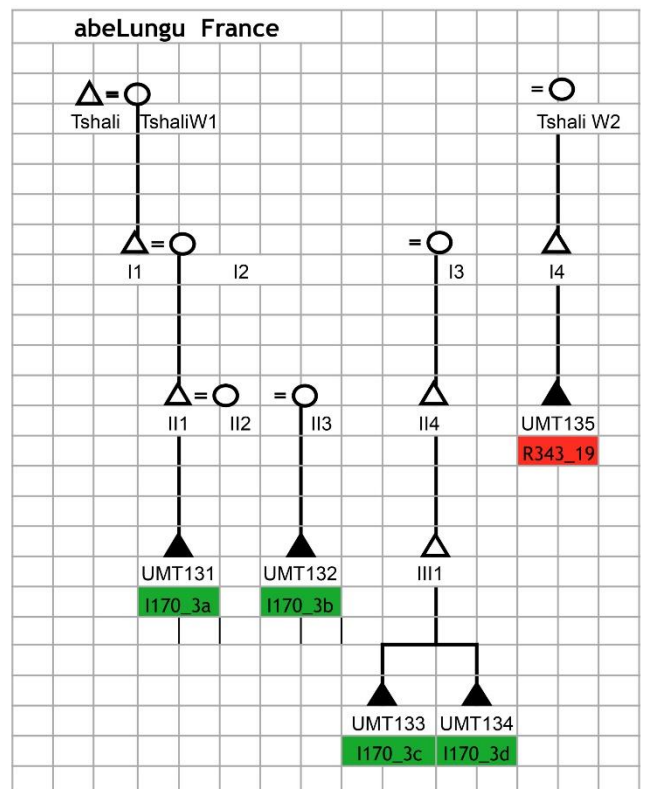 abeLungu France
= =
Tshali TshaliW1 Tshali W2
= =
I1 I2 I3 I4
= =
II1 II2 II3 II4 UMT135
R343_19
UMT131 UMT132 III1
I170_3a I170_3b
UMT133 UMT134
I170_3c I170_3d